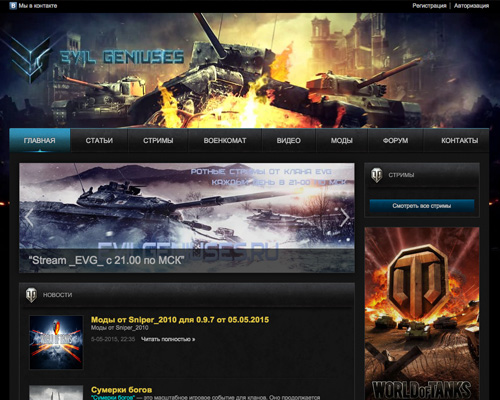 Мы в контакте
Регистрация | Авторизация
EVIL GENIUSES
ГЛАВНАЯ
СТАТЬИ
СТРИМЫ
ВОЕНКОМАТ
ВИДЕО
МОДЫ
ФОРУМ
КОНТАКТЫ
РОТНЫЕ СТРИМЫ ОТ КЛАНА EVG
КАЖДЫЙ ДЕНЬ В 21-00 ПО МСК
EVILGENIUSES.RU
"Stream _EVG_ с 21.00 по МСК"
СТРИМЫ
Смотреть все стримы
НОВОСТИ
Моды от Sniper_2010 для 0.9.7 от 05.05.2015
Моды от Sniper_2010
5-05-2015, 22:35
Читать полностью »
Сумерки богов
"Сумерки богов" — это масштабное игровое событие для кланов. Оно продолжается
WORLD OF TANKS